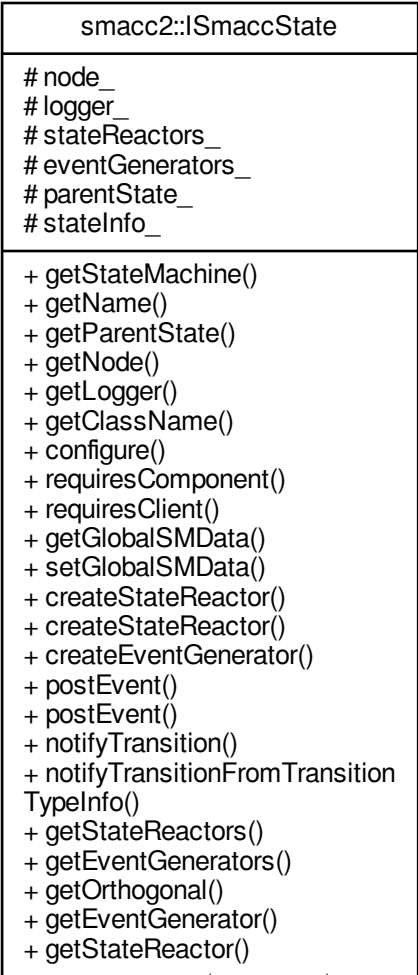 smacc2::ISmaccState
# node_
# logger_
# stateReactors_
# eventGenerators_
# parentState_
# stateInfo_
+ getStateMachine()
+ getName()
+ getParentState()
+ getNode()
+ getLogger()
+ getClassName()
+ configure()
+ requiresComponent()
+ requiresClient()
+ getGlobalSMData()
+ setGlobalSMData()
+ createStateReactor()
+ createStateReactor()
+ createEventGenerator()
+ postEvent()
+ postEvent()
+ notifyTransition()
+ notifyTransitionFromTransition
TypeInfo()
+ getStateReactors()
+ getEventGenerators()
+ getOrthogonal()
+ getEventGenerator()
+ getStateReactor()